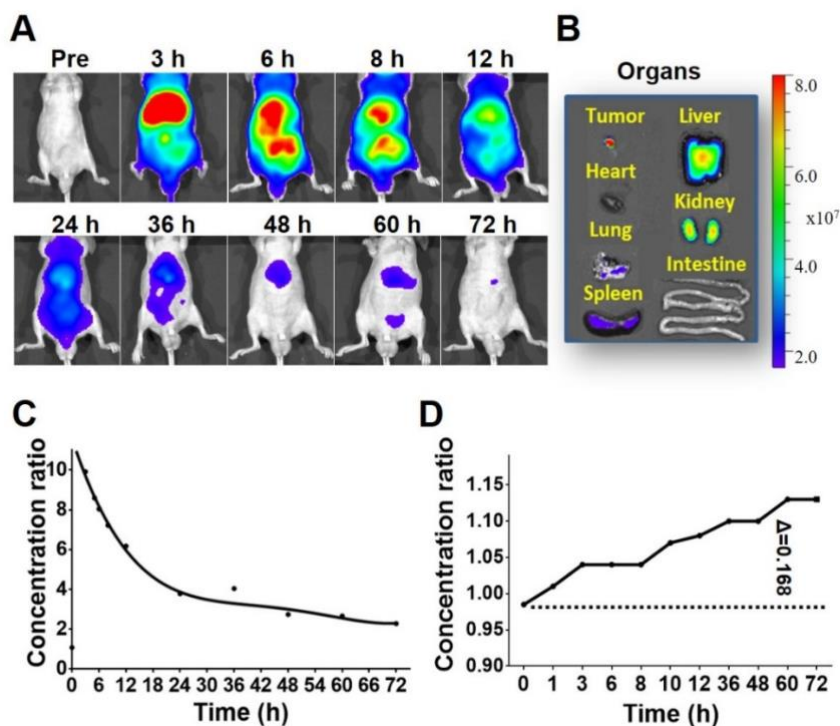 A
Pre 3 h 6 h 8 h 12 h
24 h 36 h 48 h 60 h 72 h
B
Organs
Tumor Liver
Heart
Kidney
Lung
Intestine
Spleen
8.0
6.0
x10⁷
4.0
2.0
C
Concentration ratio
10
8
6
4
2
0
0 6 12 18 24 30 36 42 48 54 60 66 72
Time (h)
D
Concentration ratio
1.15
1.10
1.05
1.00
0.95
0.90
Δ=0.168
0 1 3 6 8 10 12 36 48 60 72
Time (h)